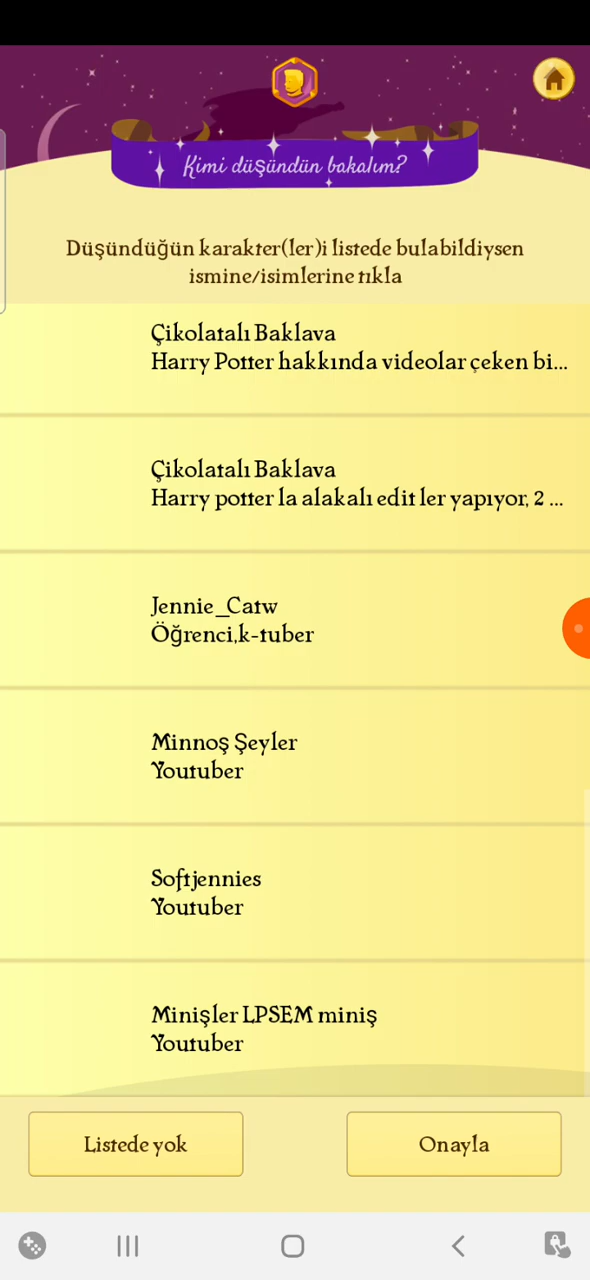 Kimi düşündün bakalım?
Düşündüğün karakter(ler)i listede bulabildiysen
ismine/isimlerine tıkla
Çikolatalı Baklava
Harry Potter hakkında videolar çeken bi...
Çikolatalı Baklava
Harry potter la alakalı edit ler yapıyor, 2 ...
Jennie_Catw
Öğrenci,k-tuber
Minnoş Şeyler
Youtuber
Softjennies
Youtuber
Minişler LPSEM miniş
Youtuber
Listede yok
Onayla